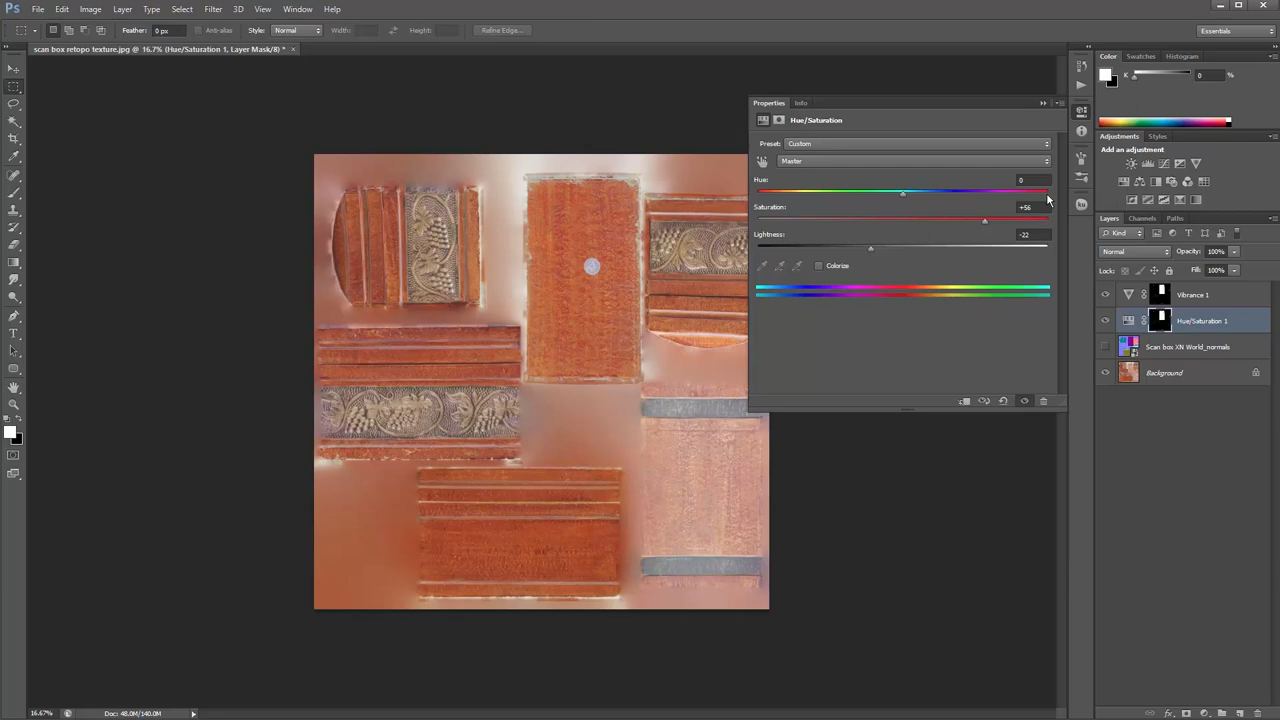 Ps File Edit Image Layer Type Select Filter 3D View Window Help
Feather: 0 px Anti-alias Style: Normal Width: Height: Refine Edge... Essentials
scan box retopo texture.jpg @ 16.7% (Hue/Saturation 1, Layer Mask/8) * ×
Color Swatches Histogram
K 0 %
Properties Info
Hue/Saturation
Preset: Custom
Master
Hue: 0
Saturation: +56
Lightness: -22
Colorize
Adjustments Styles
Add an adjustment
Layers Channels Paths
Kind
Normal Opacity: 100%
Lock: Fill: 100%
Vibrance 1
Hue/Saturation 1
Scan box XN World_normals
Background
16.67% Doc: 48.0M/140.0M